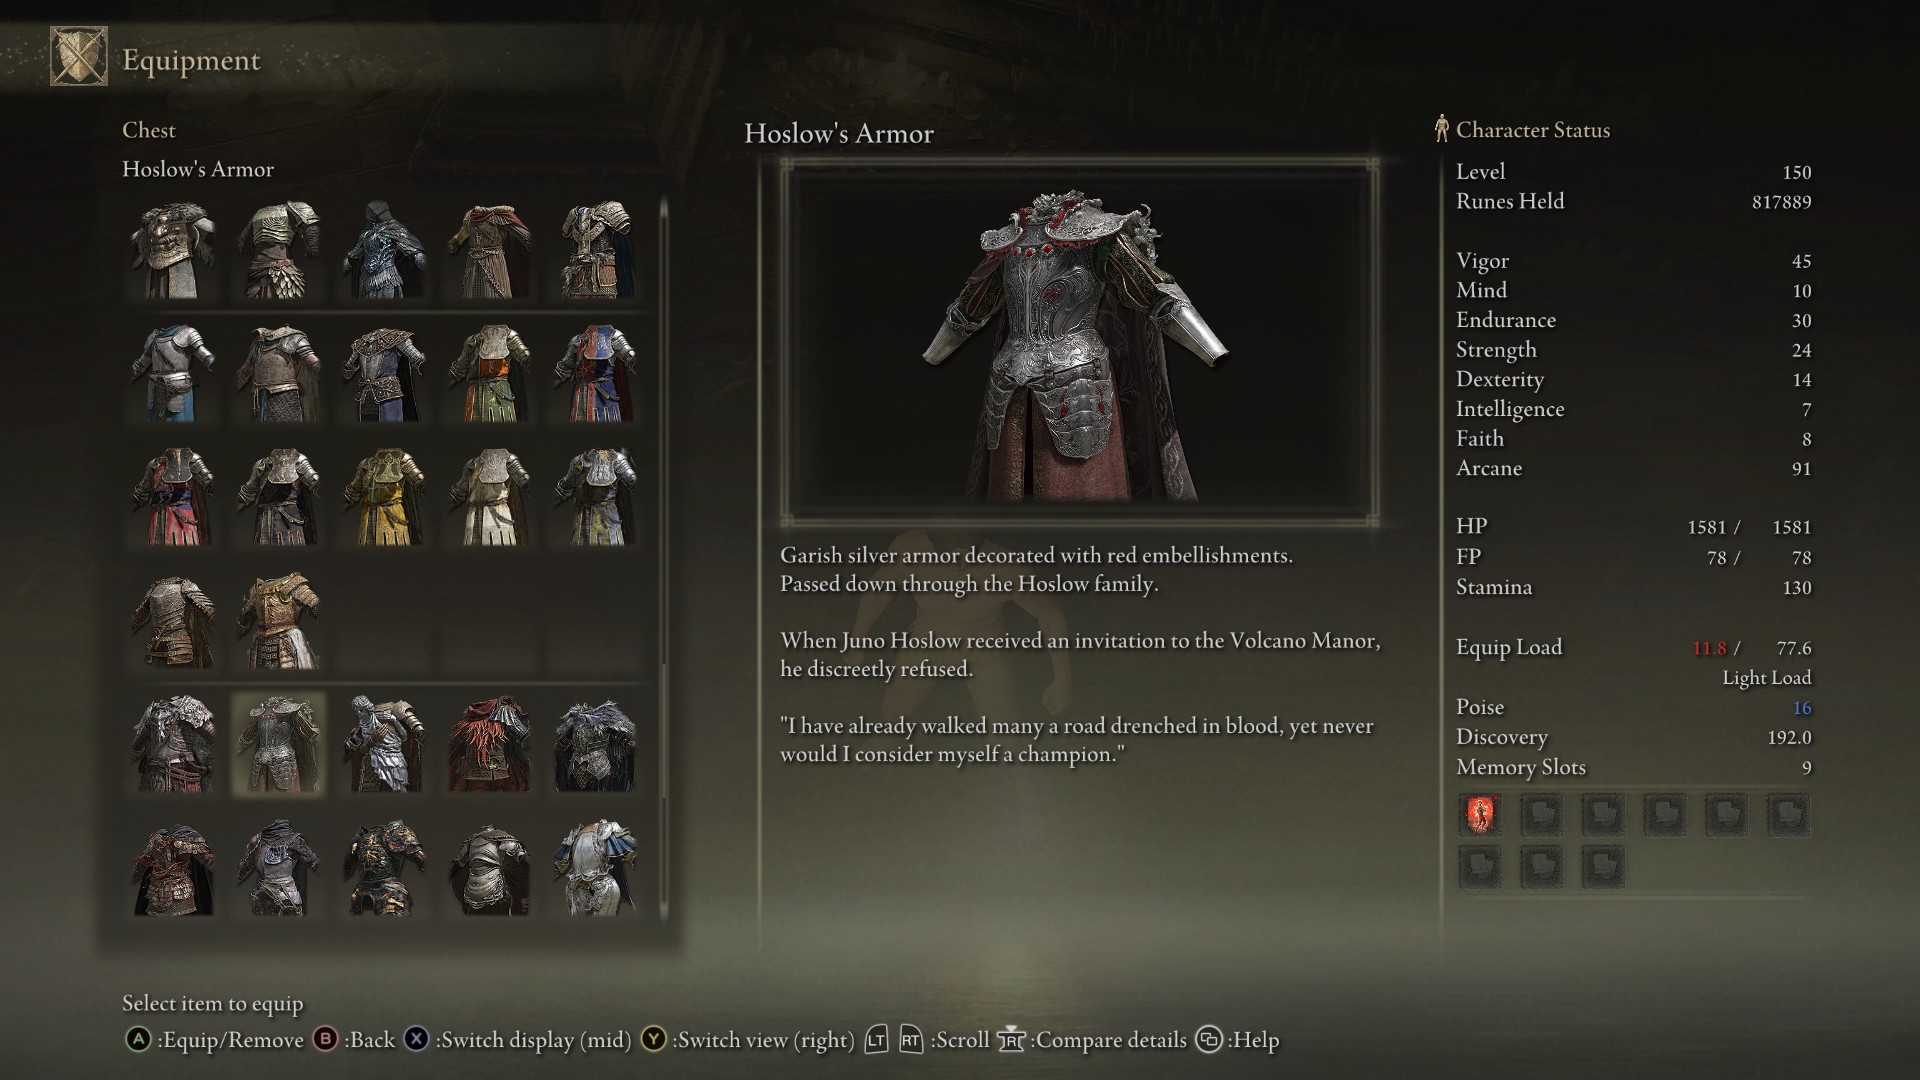 Equipment
Chest
Hoslow's Armor
Hoslow's Armor
Garish silver armor decorated with red embellishments.
Passed down through the Hoslow family.
When Juno Hoslow received an invitation to the Volcano Manor,
he discreetly refused.
"I have already walked many a road drenched in blood, yet never
would I consider myself a champion."
Character Status
Level 150
Runes Held 817889
Vigor 45
Mind 10
Endurance 30
Strength 24
Dexterity 14
Intelligence 7
Faith 8
Arcane 91
HP 1581 / 1581
FP 78 / 78
Stamina 130
Equip Load 11.8 / 77.6
Light Load
Poise 16
Discovery 192.0
Memory Slots 9
Select item to equip
A :Equip/Remove B :Back X :Switch display (mid) Y :Switch view (right) LT RT :Scroll R :Compare details :Help